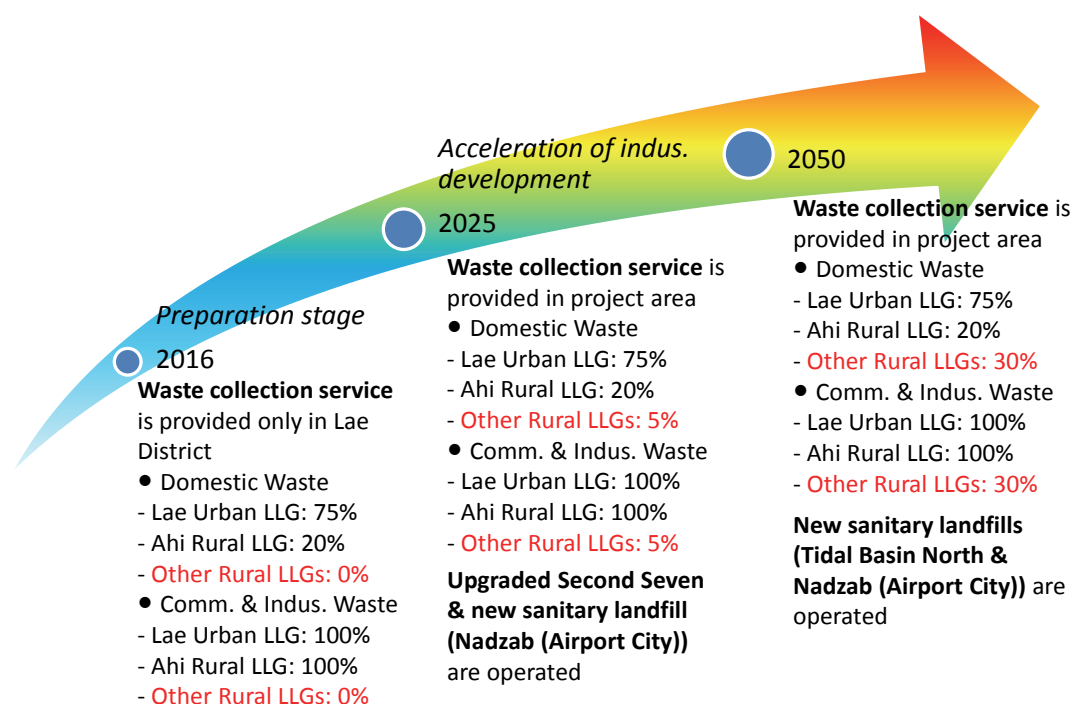 Preparation stage
2016
Waste collection service
is provided only in Lae
District
● Domestic Waste
- Lae Urban LLG: 75%
- Ahi Rural LLG: 20%
- Other Rural LLGs: 0%
● Comm. & Indus. Waste
- Lae Urban LLG: 100%
- Ahi Rural LLG: 100%
- Other Rural LLGs: 0%
Acceleration of indus.
development
2025
Waste collection service is
provided in project area
● Domestic Waste
- Lae Urban LLG: 75%
- Ahi Rural LLG: 20%
- Other Rural LLGs: 5%
● Comm. & Indus. Waste
- Lae Urban LLG: 100%
- Ahi Rural LLG: 100%
- Other Rural LLGs: 5%
Upgraded Second Seven
& new sanitary landfill
(Nadzab (Airport City))
are operated
2050
Waste collection service is
provided in project area
● Domestic Waste
- Lae Urban LLG: 75%
- Ahi Rural LLG: 20%
- Other Rural LLGs: 30%
● Comm. & Indus. Waste
- Lae Urban LLG: 100%
- Ahi Rural LLG: 100%
- Other Rural LLGs: 30%
New sanitary landfills
(Tidal Basin North &
Nadzab (Airport City)) are
operated